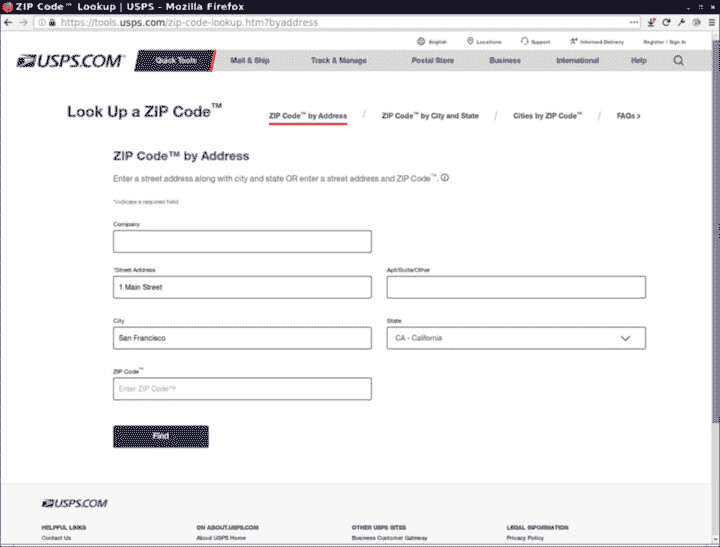 ZIP Code™ Lookup | USPS - Mozilla Firefox
https://tools.usps.com/zip-code-lookup.htm?byaddress
English Locations Support Informed Delivery Register / Sign In
USPS.COM Quick Tools Mail & Ship Track & Manage Postal Store Business International Help
Look Up a ZIP Code™
ZIP Code™ by Address / ZIP Code™ by City and State / Cities by ZIP Code™ / FAQs >
ZIP Code™ by Address
Enter a street address along with city and state OR enter a street address and ZIP Code™.
*indicate a required field
Company
*Street Address Apt/Suite/Other
1 Main Street
City State
San Francisco CA - California
ZIP Code™
Enter ZIP Code™
Find
USPS.COM
HELPFUL LINKS ON ABOUT.USPS.COM OTHER USPS SITES LEGAL INFORMATION
Contact Us About USPS Home Business Customer Gateway Privacy Policy